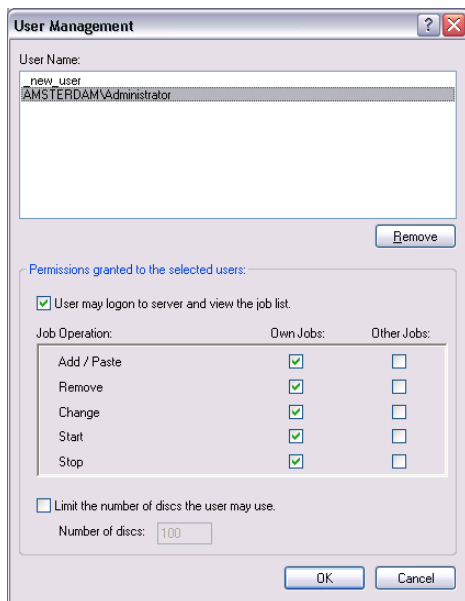 User Management
User Name:
_new_user
AMSTERDAM\Administrator
Remove
Permissions granted to the selected users:
User may logon to server and view the job list.
Job Operation: Own Jobs: Other Jobs:
Add / Paste
Remove
Change
Start
Stop
Limit the number of discs the user may use.
Number of discs: 100
OK Cancel